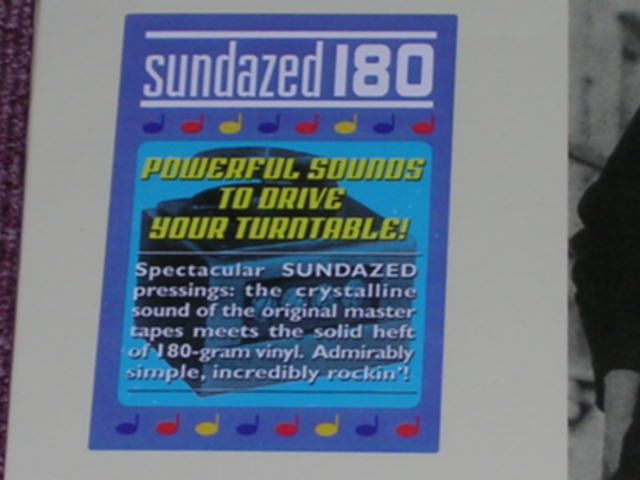 sundazed 180
POWERFUL SOUNDS
TO DRIVE
YOUR TURNTABLE!
Spectacular SUNDAZED
pressings: the crystalline
sound of the original master
tapes meets the solid heft
of 180-gram vinyl. Admirably
simple, incredibly rockin'!